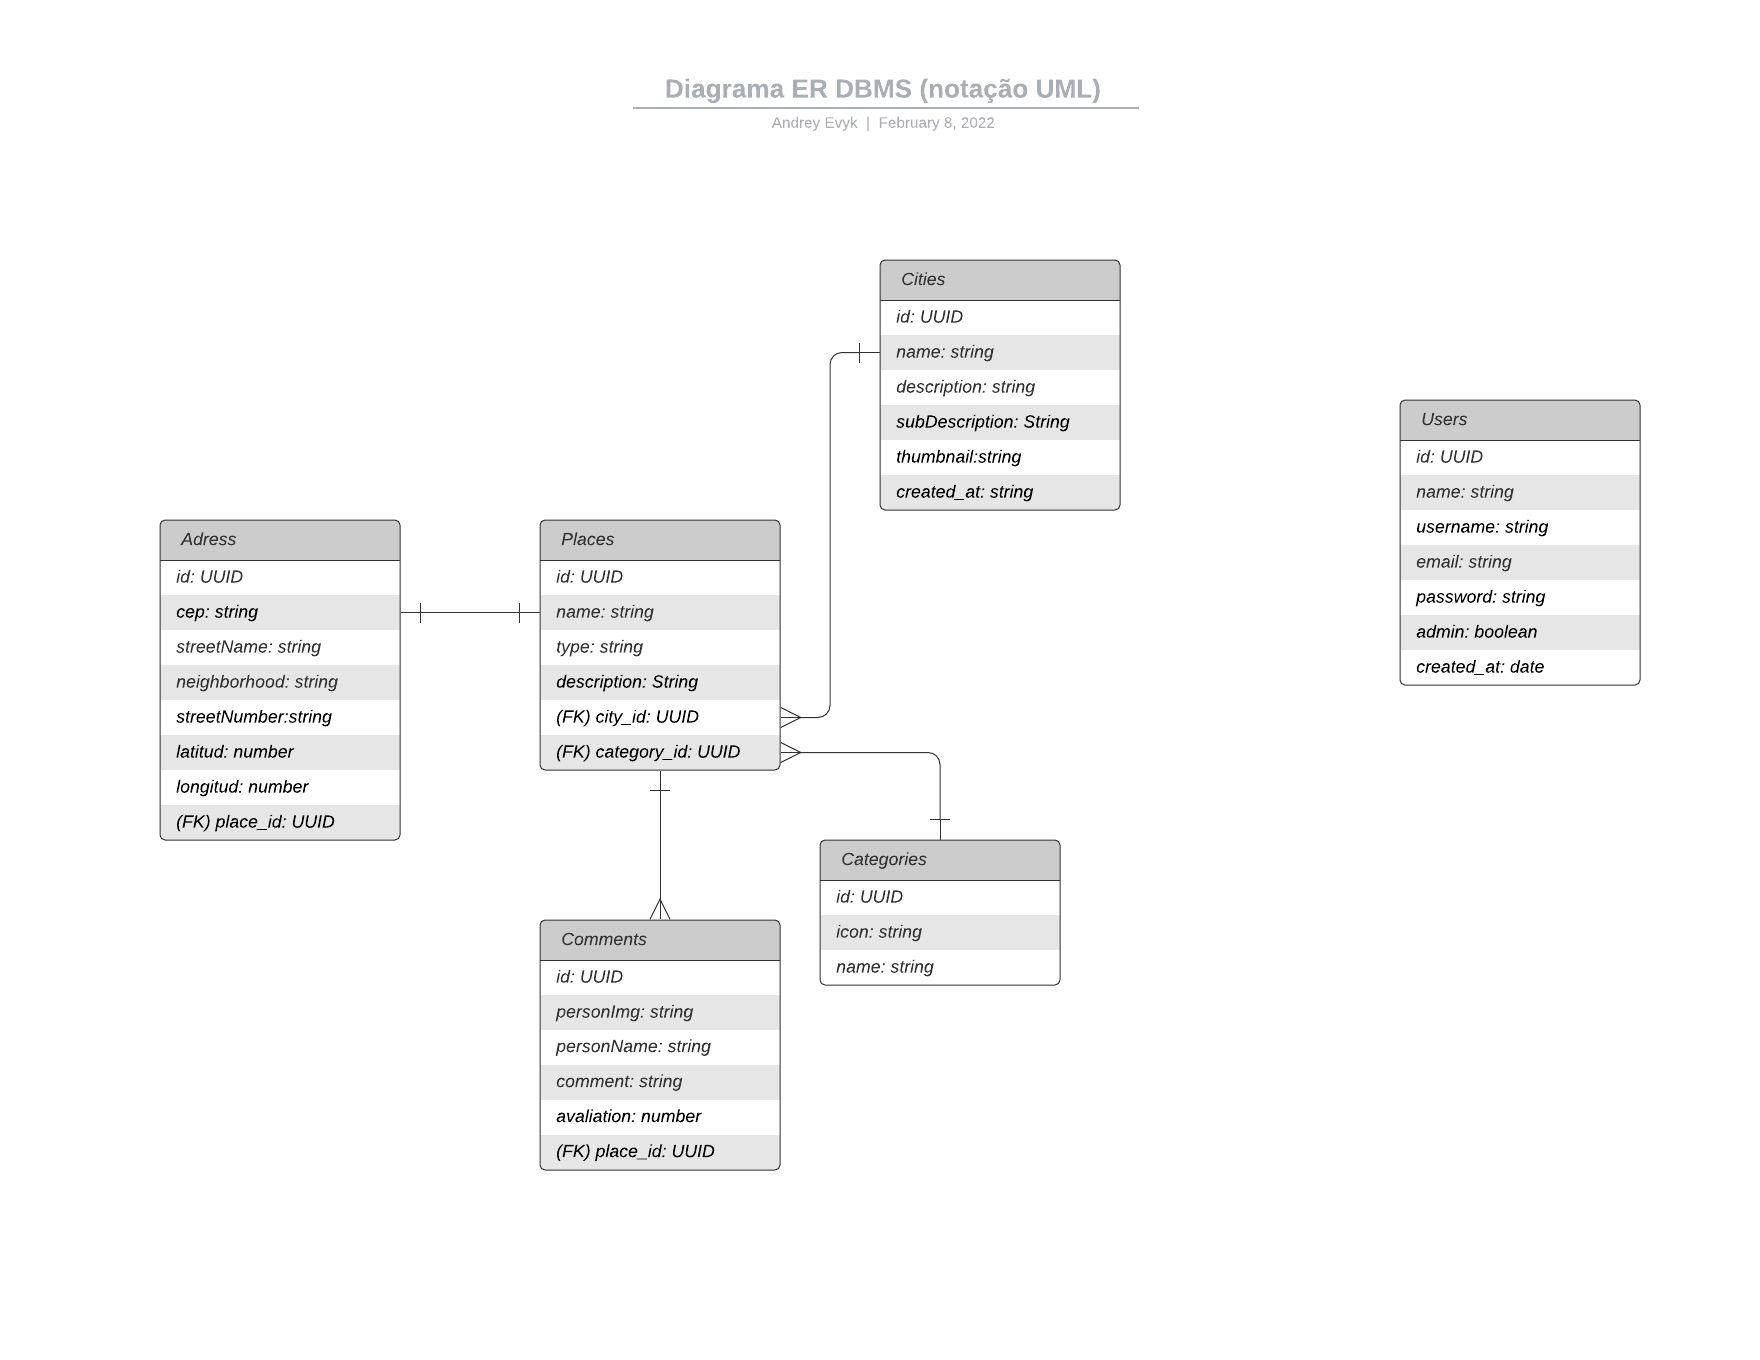 Diagrama ER DBMS (notação UML)
Andrey Evyk | February 8, 2022
Cities
id: UUID
name: string
description: string
subDescription: String
thumbnail:string
created_at: string
Users
id: UUID
name: string
username: string
email: string
password: string
admin: boolean
created_at: date
Adress
id: UUID
cep: string
streetName: string
neighborhood: string
streetNumber:string
latitud: number
longitud: number
(FK) place_id: UUID
Places
id: UUID
name: string
type: string
description: String
(FK) city_id: UUID
(FK) category_id: UUID
Categories
id: UUID
icon: string
name: string
Comments
id: UUID
personImg: string
personName: string
comment: string
avaliation: number
(FK) place_id: UUID